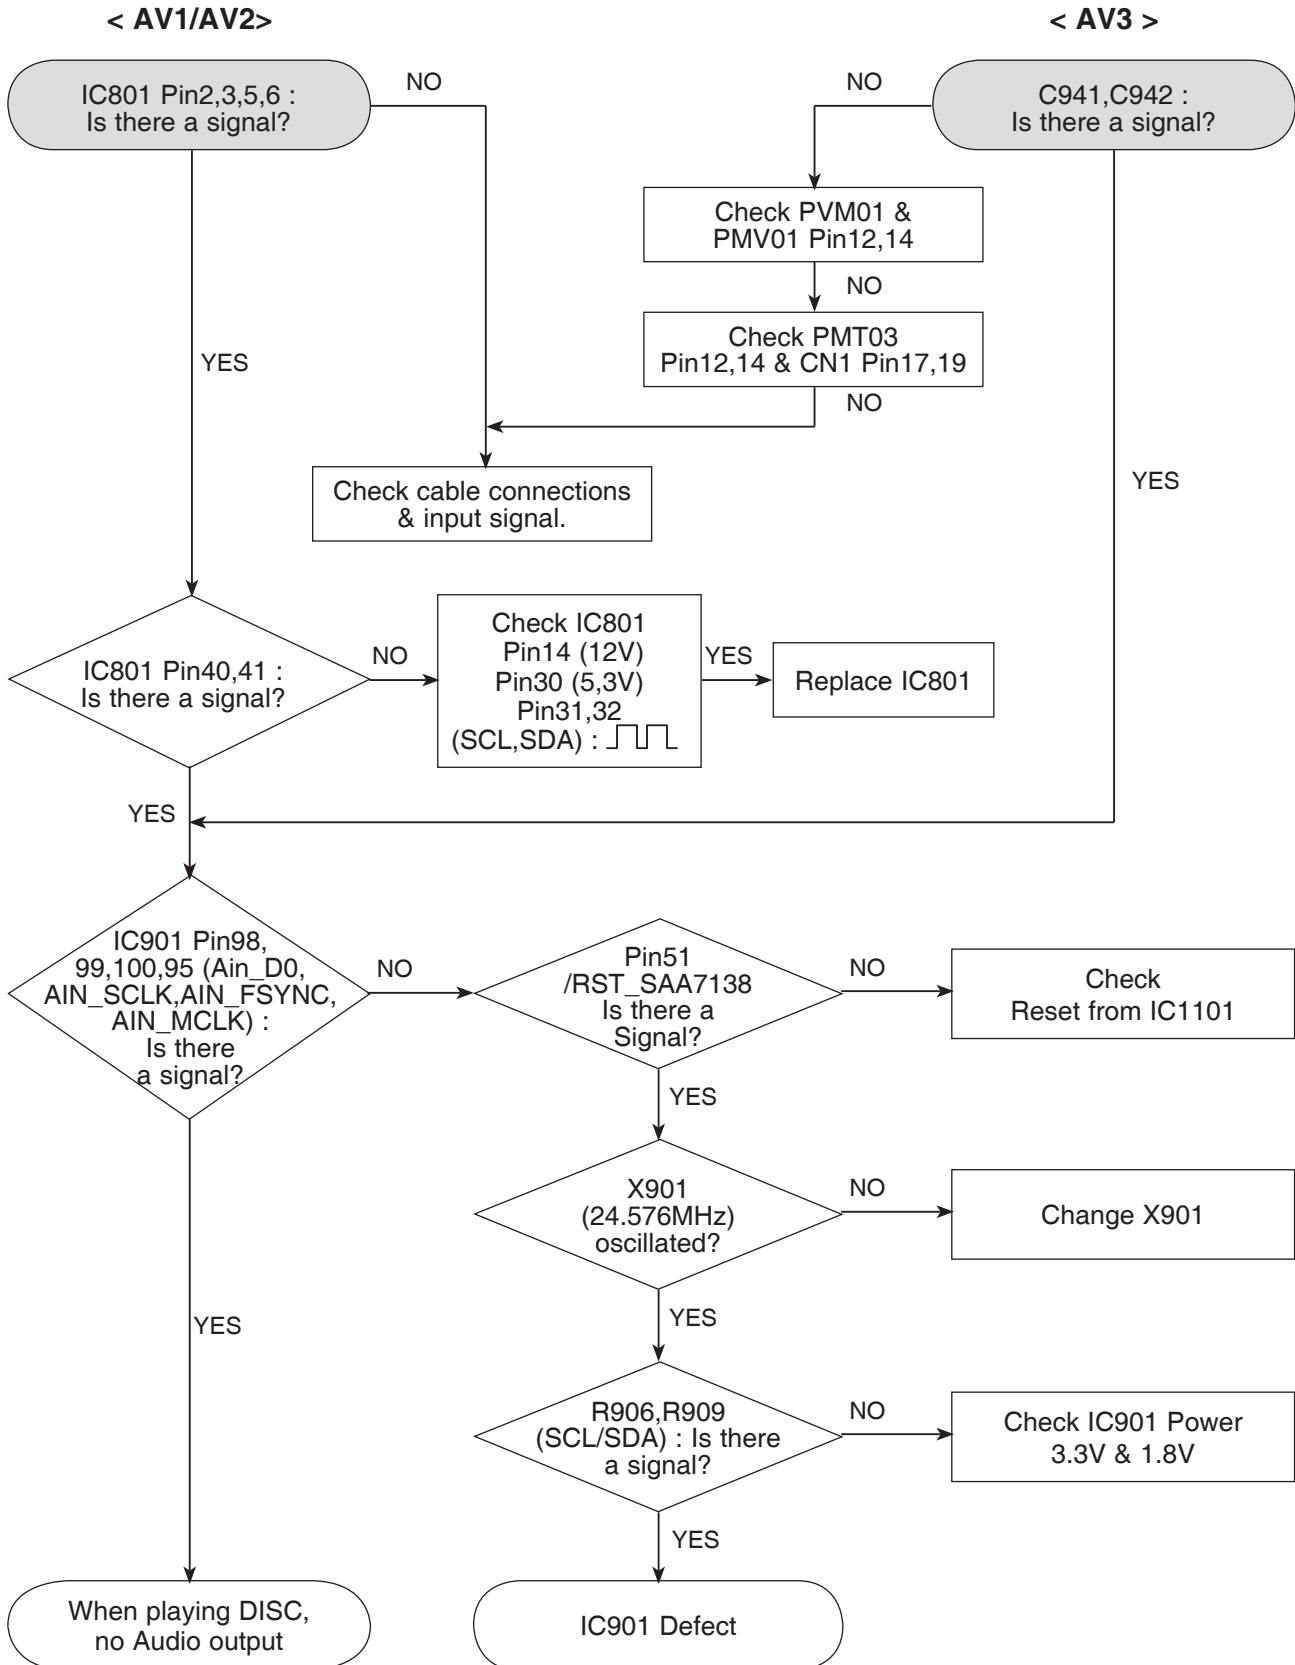 < AV1/AV2>
< AV3 >
IC801 Pin2,3,5,6 :
Is there a signal?
NO
NO
C941,C942 :
Is there a signal?
Check PVM01 &
PMV01 Pin12,14
NO
Check PMT03
Pin12,14 & CN1 Pin17,19
NO
YES
YES
Check cable connections
& input signal.
IC801 Pin40,41 :
Is there a signal?
NO
Check IC801
Pin14 (12V)
Pin30 (5,3V)
Pin31,32
(SCL,SDA) :
YES
Replace IC801
YES
IC901 Pin98,
99,100,95 (Ain_D0,
AIN_SCLK,AIN_FSYNC,
AIN_MCLK) :
Is there
a signal?
NO
Pin51
/RST_SAA7138
Is there a
Signal?
NO
Check
Reset from IC1101
YES
X901
(24.576MHz)
oscillated?
NO
Change X901
YES
YES
R906,R909
(SCL/SDA) : Is there
a signal?
NO
Check IC901 Power
3.3V & 1.8V
YES
When playing DISC,
no Audio output
IC901 Defect